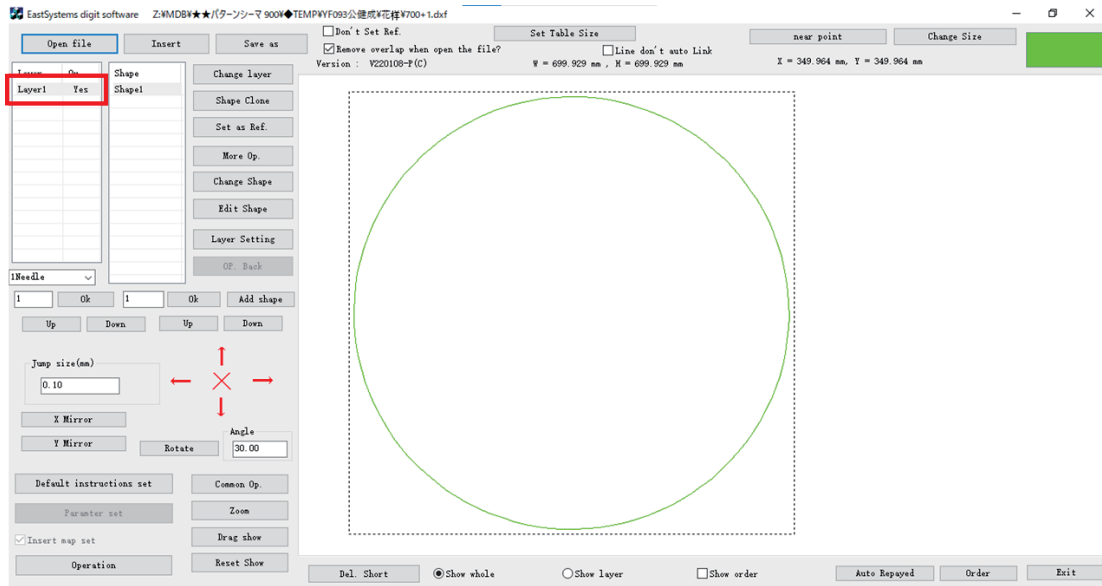 EastSystems digit software Z:¥MDB¥★★パターンシーマ 900¥◆TEMP¥YF093公健成¥花样¥700+1.dxf
Open file Insert Save as
Don't Set Ref. Set Table Size near point Change Size
Remove overlap when open the file? Line don't auto Link
Version : V220108-P(C) W = 699.929 mm , H = 699.929 mm X = 349.964 mm, Y = 349.964 mm
Layer Op. Shape Change layer
Layer1 Yes Shape1
Shape Clone
Set as Ref.
More Op.
Change Shape
Edit Shape
Layer Setting
OP. Back
1Needle
1 Ok 1 Ok Add shape
Up Down Up Down
Jump size(mm)
0.10
X Mirror
Angle
Y Mirror Rotate 30.00
Default instructions set Common Op.
Paramter set Zoom
Insert map set Drag show
Operation Reset Show
Del. Short Show whole Show layer Show order Auto Repayed Order Exit